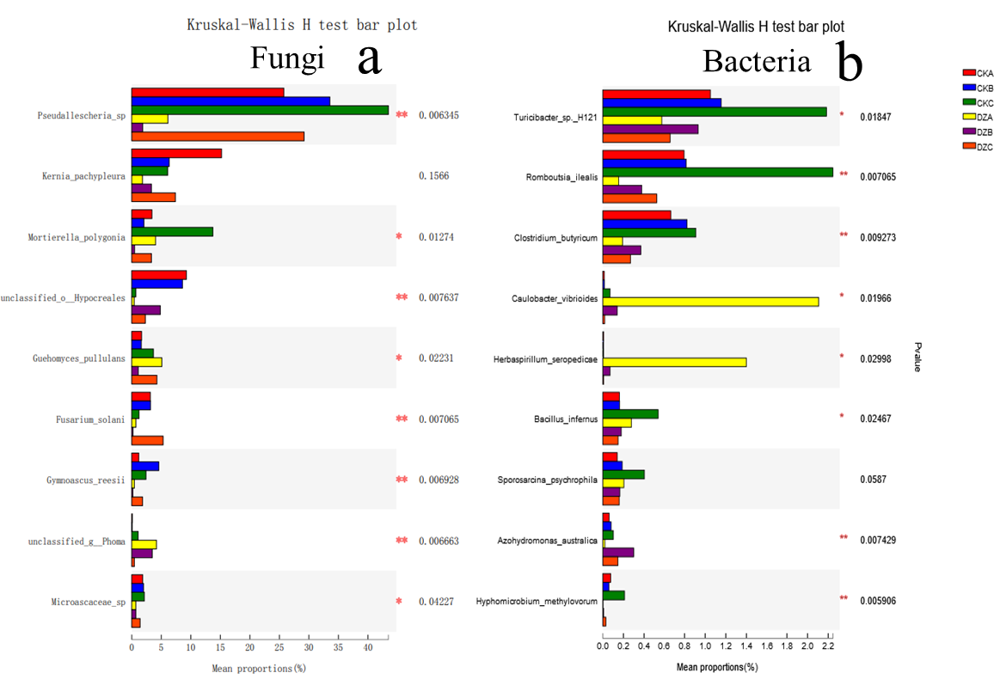 Kruskal-Wallis H test bar plot
Fungi a
Pseudallescheria_sp ** 0.006345
Kernia_pachypleura 0.1566
Mortierella_polygonia * 0.01274
unclassified_o__Hypocreales ** 0.007637
Guehomyces_pullulans * 0.02231
Fusarium_solani ** 0.007065
Gymnoascus_reesii ** 0.006928
unclassified_g__Phoma ** 0.006663
Microascaceae_sp * 0.04227
0 5 10 15 20 25 30 35 40
Mean proportions(%)
Kruskal-Wallis H test bar plot
Bacteria b
Turicibacter_sp._H121 * 0.01847
Romboutsia_ilealis ** 0.007065
Clostridium_butyricum ** 0.009273
Caulobacter_vibrioides * 0.01966
Herbaspirillum_seropedicae * 0.02998
Bacillus_infernus * 0.02467
Sporosarcina_psychrophila 0.0587
Azohydromonas_australica ** 0.007429
Hyphomicrobium_methylovorum ** 0.005906
0.0 0.2 0.4 0.6 0.8 1.0 1.2 1.4 1.6 1.8 2.0 2.2
Mean proportions(%)
Pvalue
CKA
CKB
CKC
DZA
DZB
DZC